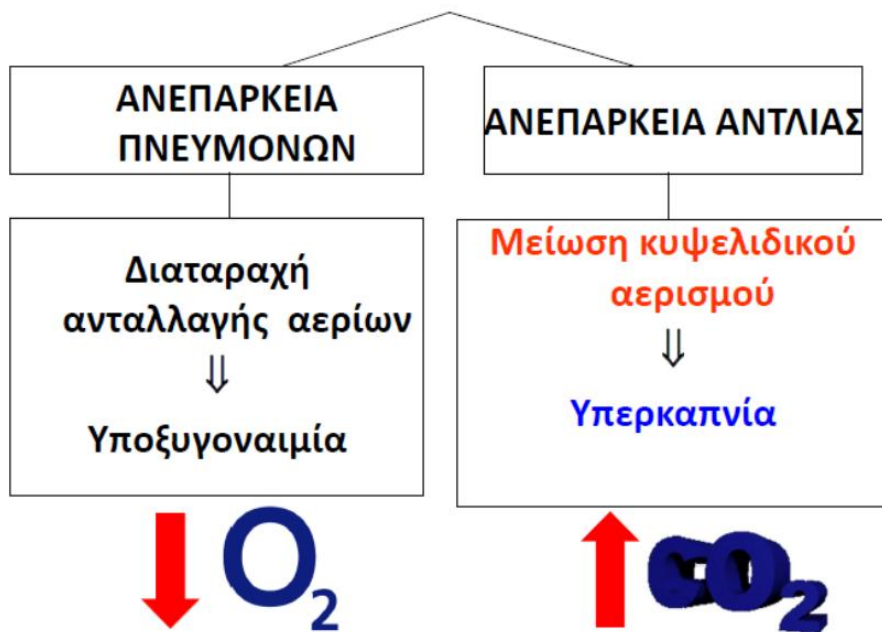 ΑΝΕΠΑΡΚΕΙΑ
ΠΝΕΥΜΟΝΩΝ
ΑΝΕΠΑΡΚΕΙΑ ΑΝΤΛΙΑΣ
Διαταραχή
ανταλλαγής αερίων
⇓
Υποξυγοναιμία
Μείωση κυψελιδικού
αερισμού
⇓
Υπερκαπνία
O2
CO2